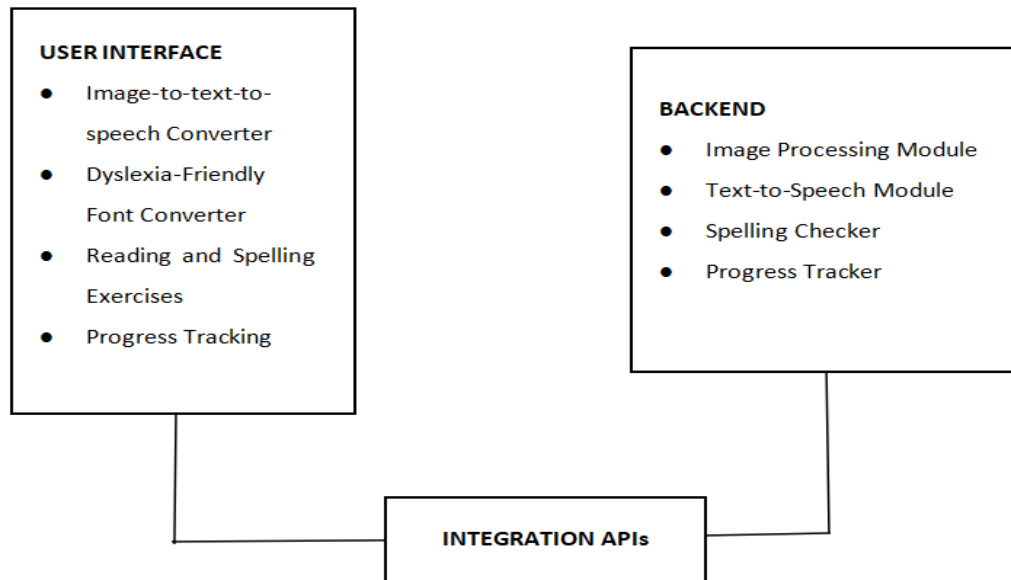 USER INTERFACE
● Image-to-text-to-
speech Converter
● Dyslexia-Friendly
Font Converter
● Reading and Spelling
Exercises
● Progress Tracking
BACKEND
● Image Processing Module
● Text-to-Speech Module
● Spelling Checker
● Progress Tracker
INTEGRATION APIs